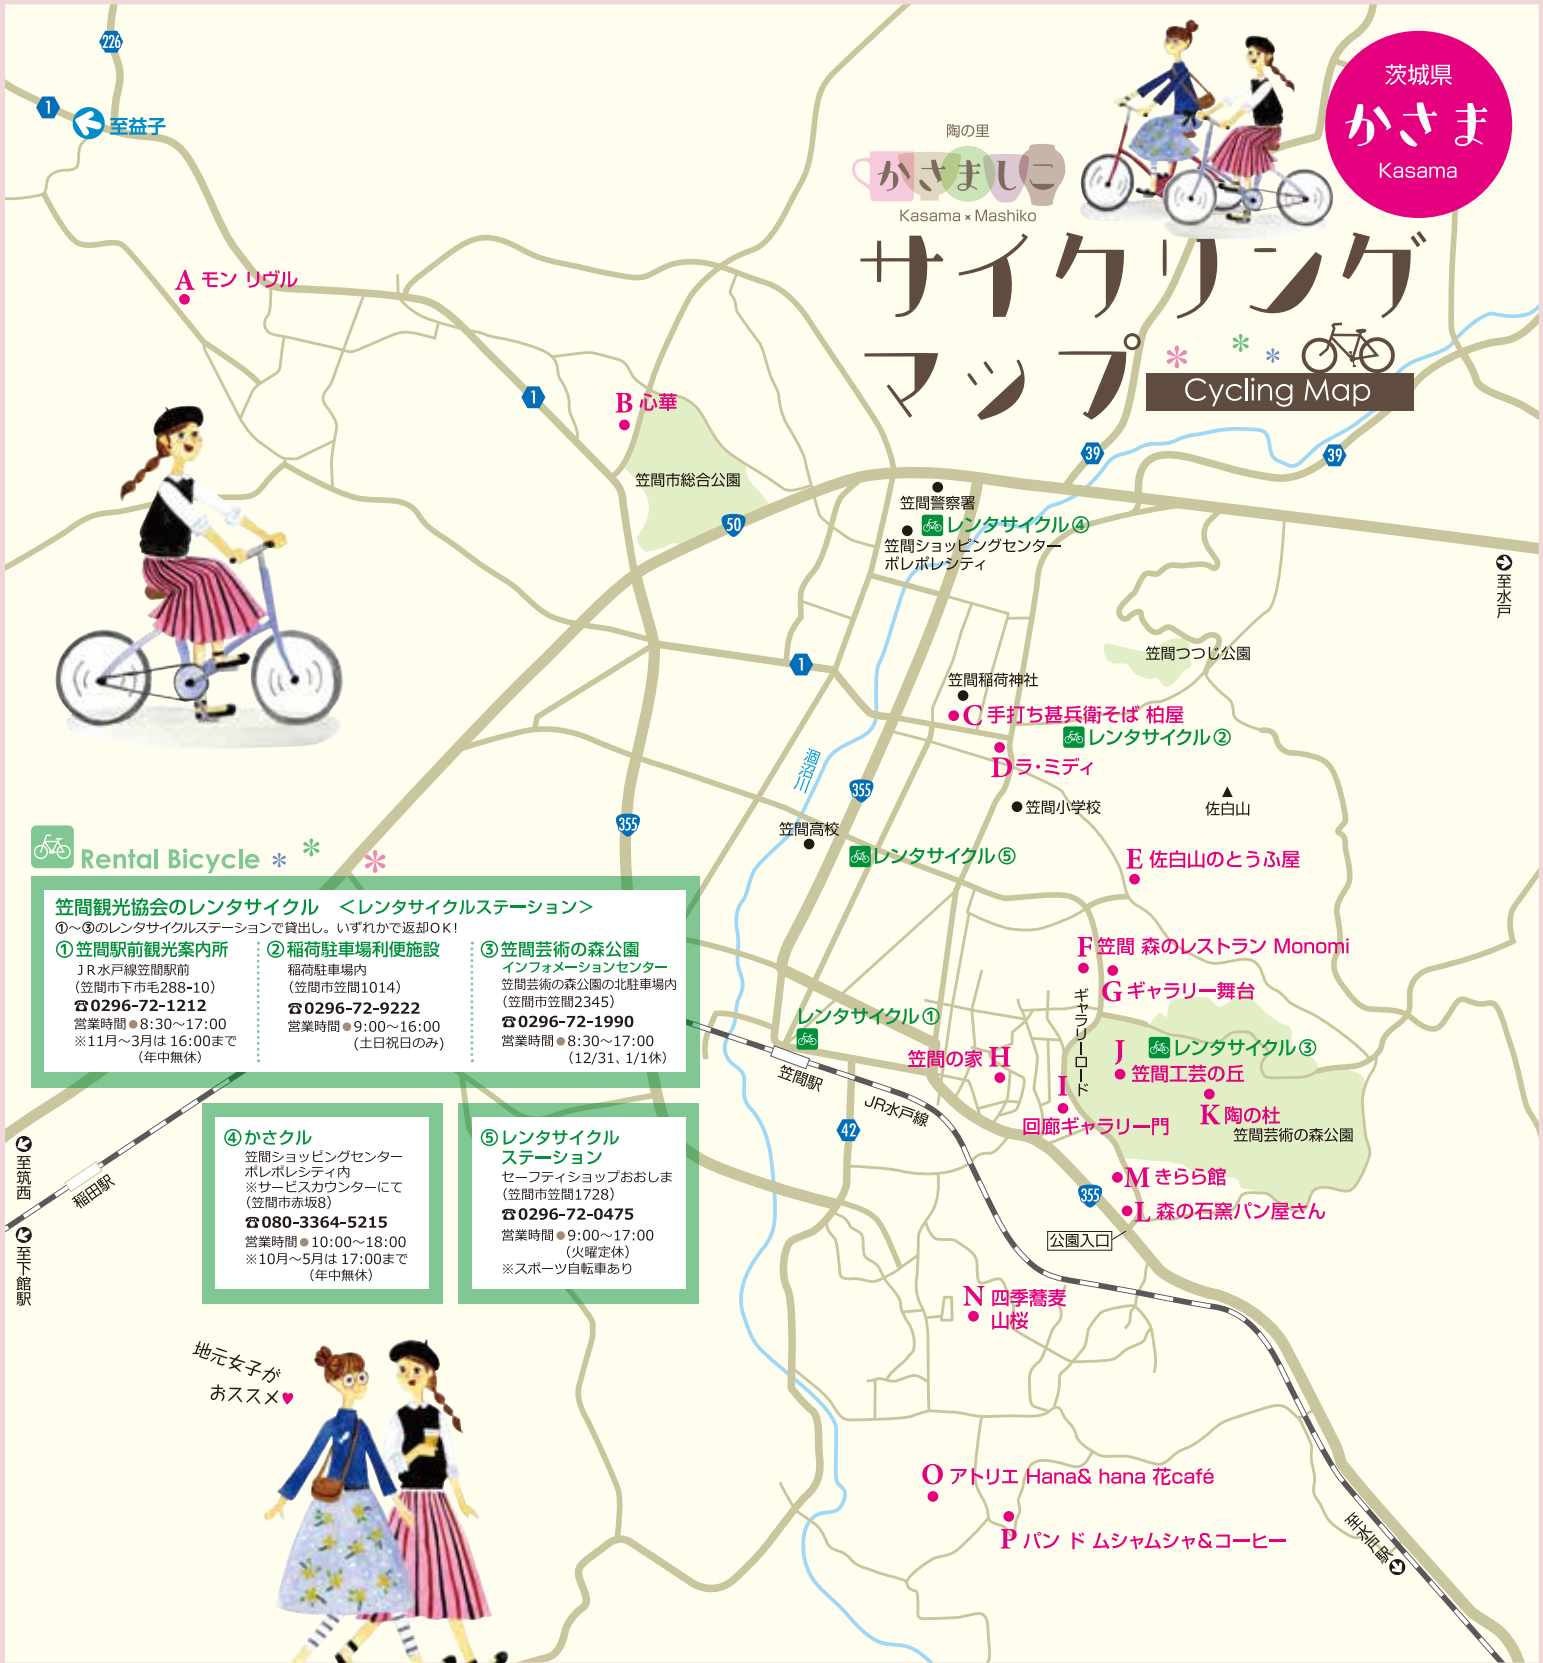 226
1
至益子
茨城県
かさま
Kasama
陶の里
かさましこ
Kasama × Mashiko
サイクリング
マップ
Cycling Map
A モン リヴル
1
B 心華
笠間市総合公園
39
39
50
笠間警察署
レンタサイクル④
笠間ショッピングセンター
ポレポレシティ
至水戸
笠間つつじ公園
1
笠間稲荷神社
C 手打ち甚兵衛そば 柏屋
レンタサイクル②
D ラ・ミディ
涸沼川
355
355
笠間小学校
佐白山
笠間高校
レンタサイクル⑤
E 佐白山のとうふ屋
F 笠間 森のレストラン Monomi
G ギャラリー舞台
ギャラリーロード
レンタサイクル①
笠間駅
JR水戸線
笠間の家 H
I
回廊ギャラリー門
J
笠間工芸の丘
レンタサイクル③
K 陶の杜
笠間芸術の森公園
42
355
M きらら館
L 森の石窯パン屋さん
公園入口
N 四季蕎麦
山桜
O アトリエ Hana& hana 花café
P パン ド ムシャムシャ&コーヒー
至水戸駅
Rental Bicycle
笠間観光協会のレンタサイクル ＜レンタサイクルステーション＞
①～③のレンタサイクルステーションで貸出し。いずれかで返却OK!
①笠間駅前観光案内所
JR水戸線笠間駅前
(笠間市下市毛288-10)
☎0296-72-1212
営業時間●8:30～17:00
※11月～3月は 16:00まで
(年中無休)
②稲荷駐車場利便施設
稲荷駐車場内
(笠間市笠間1014)
☎0296-72-9222
営業時間●9:00～16:00
(土日祝日のみ)
③笠間芸術の森公園
インフォメーションセンター
笠間芸術の森公園の北駐車場内
(笠間市笠間2345)
☎0296-72-1990
営業時間●8:30～17:00
(12/31、1/1休)
④かさクル
笠間ショッピングセンター
ポレポレシティ内
※サービスカウンターにて
(笠間市赤坂8)
☎080-3364-5215
営業時間●10:00～18:00
※10月～5月は 17:00まで
(年中無休)
⑤レンタサイクル
ステーション
セーフティショップおおしま
(笠間市笠間1728)
☎0296-72-0475
営業時間●9:00～17:00
(火曜定休)
※スポーツ自転車あり
至筑西
稲田駅
至下館駅
地元女子が
おススメ♥